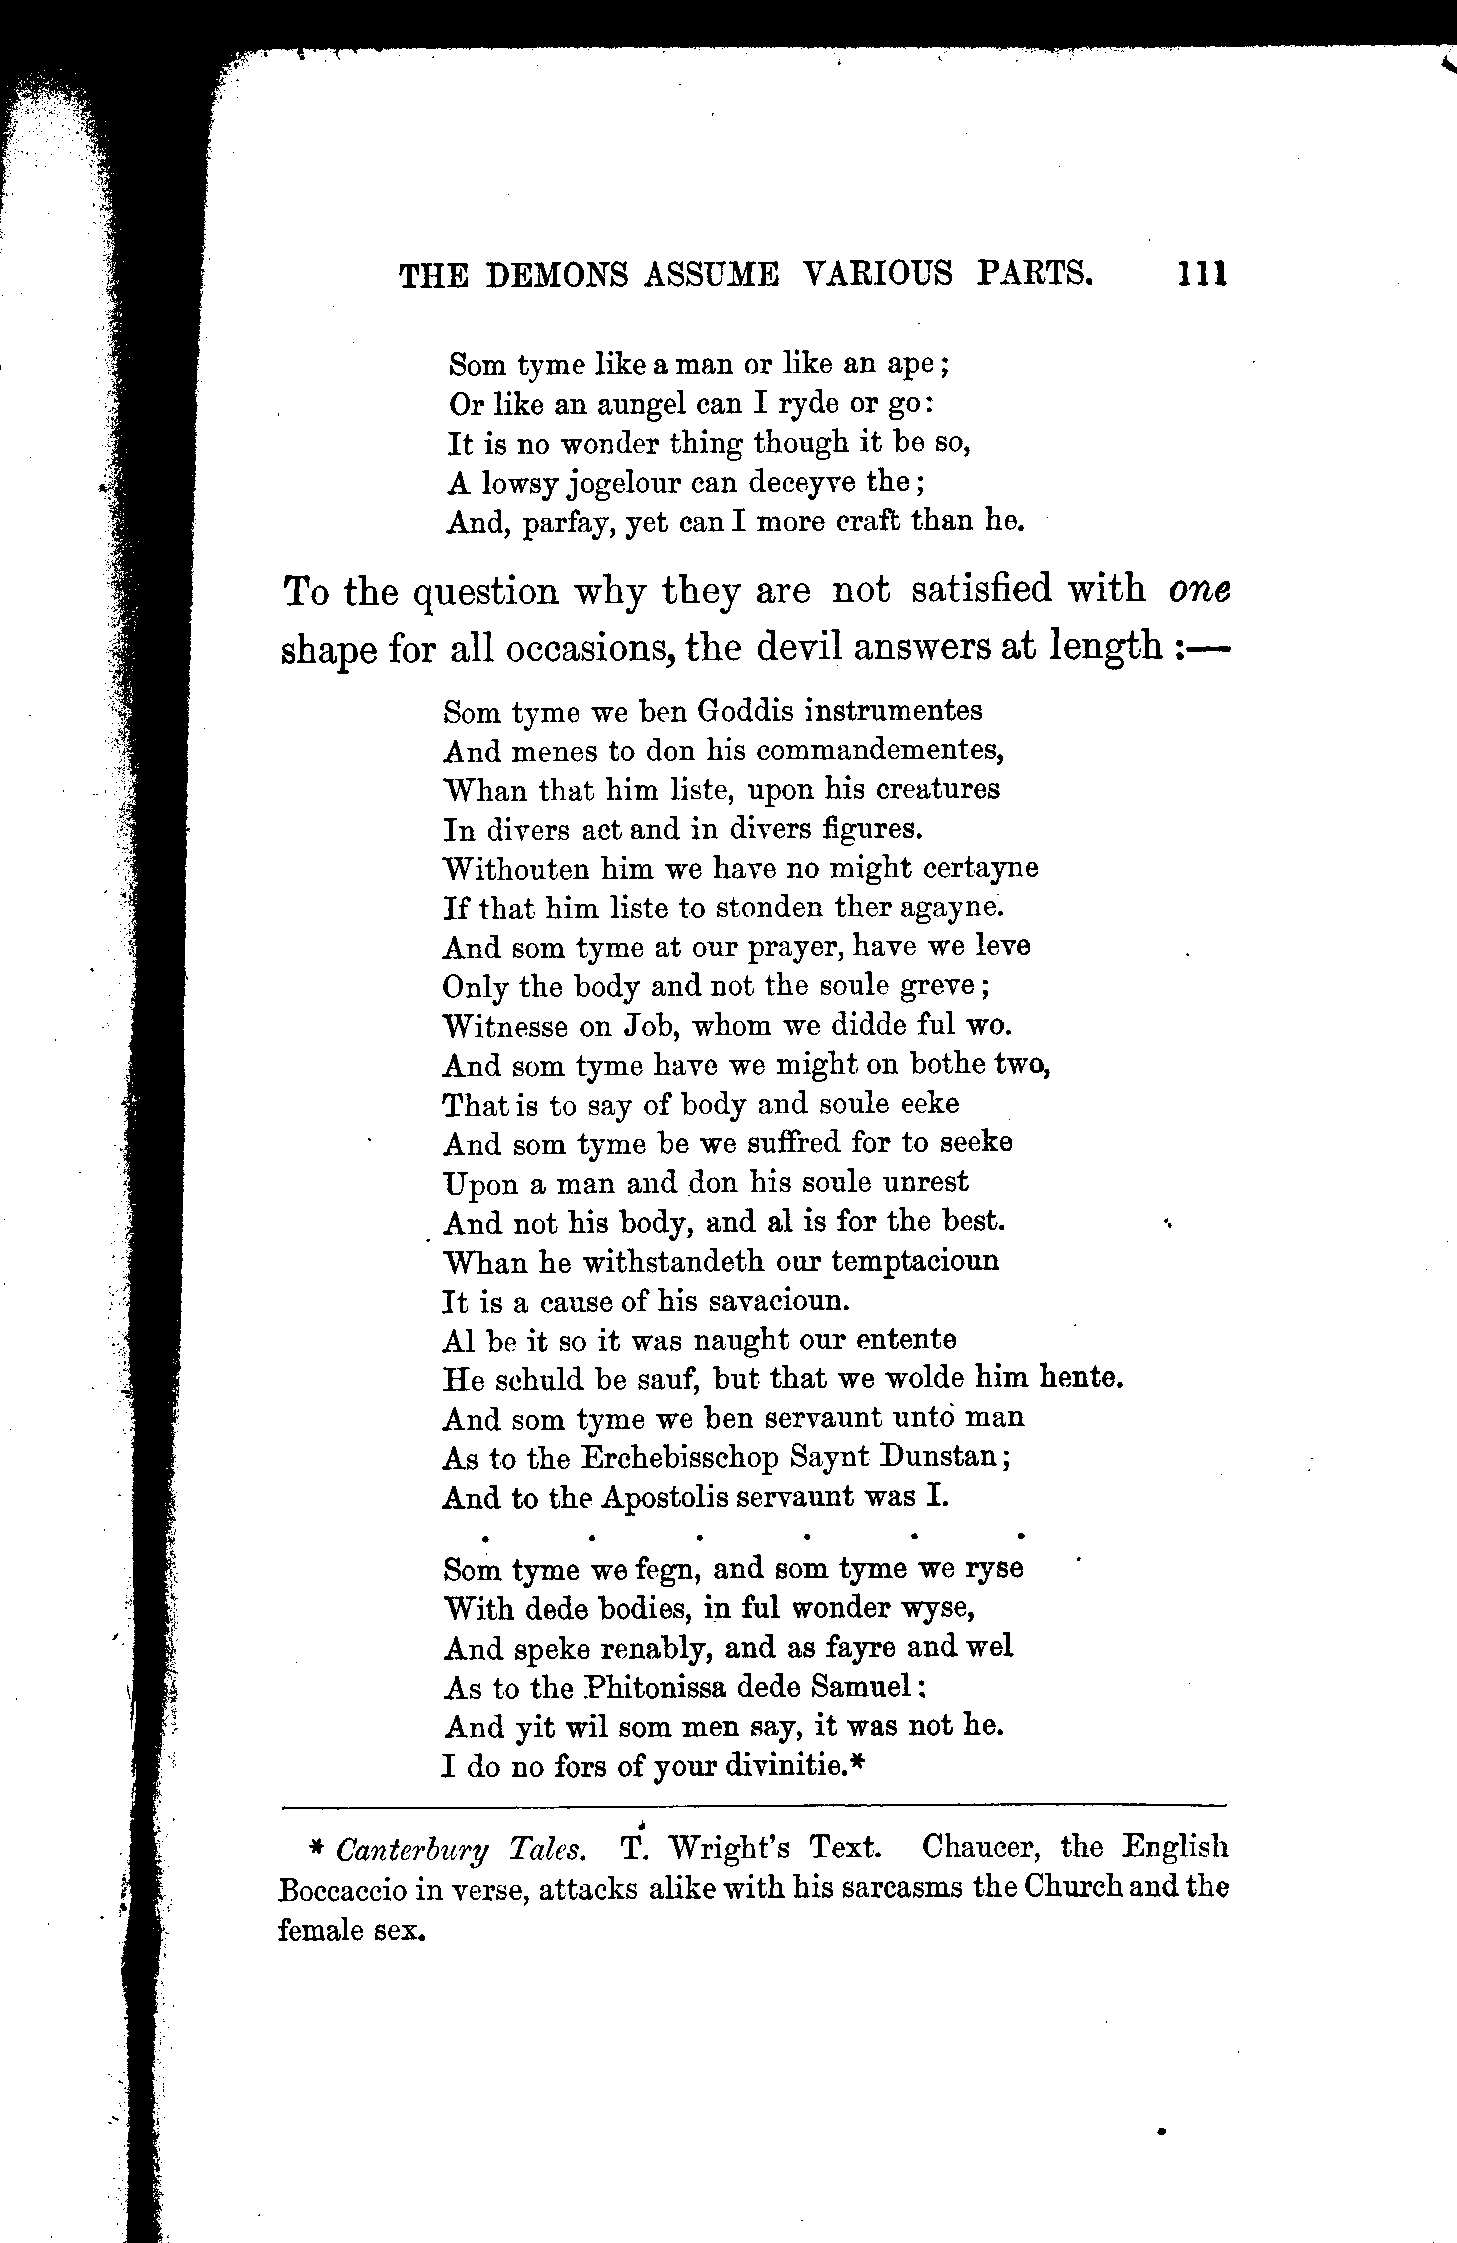 THE DEMONS ASSUME VARIOUS PARTS. 111
Som tyme like a man or like an ape;
Or like an aungel can I ryde or go:
It is no wonder thing though it be so,
A lowsy jogelour can deceyve the;
And, parfay, yet can I more craft than he.
To the question why they are not satisfied with one
shape for all occasions, the devil answers at length :—
Som tyme we ben Goddis instrumentes
And menes to don his commandementes,
Whan that him liste, upon his creatures
In divers act and in divers figures.
Withouten him we have no might certayne
If that him liste to stonden ther agayne.
And som tyme at our prayer, have we leve
Only the body and not the soule greve;
Witnesse on Job, whom we didde ful wo.
And som tyme have we might on bothe two,
That is to say of body and soule eeke
And som tyme be we suffred for to seeke
Upon a man and don his soule unrest
And not his body, and al is for the best.
Whan he withstandeth our temptacioun
It is a cause of his savacioun.
Al be it so it was naught our entente
He schuld be sauf, but that we wolde him hente.
And som tyme we ben servaunt unto man
As to the Erchebisschop Saynt Dunstan;
And to the Apostolis servaunt was I.
. . . . . .
Som tyme we fegn, and som tyme we ryse
With dede bodies, in ful wonder wyse,
And speke renably, and as fayre and wel
As to the Phitonissa dede Samuel:
And yit wil som men say, it was not he.
I do no fors of your divinitie.*
* Canterbury Tales. T. Wright's Text. Chaucer, the English
Boccaccio in verse, attacks alike with his sarcasms the Church and the
female sex.